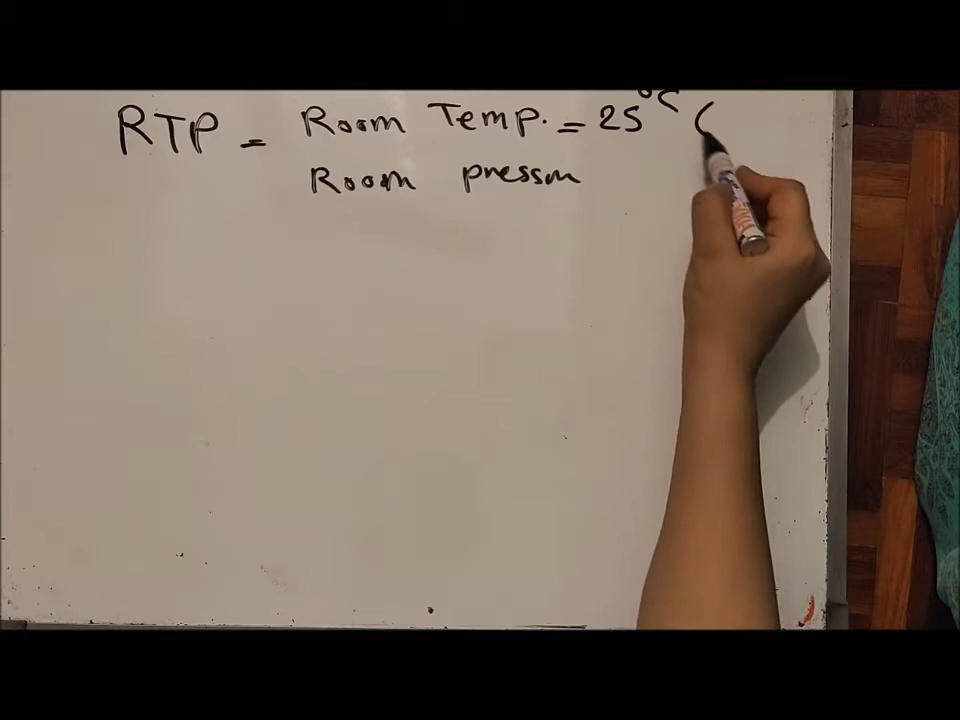 RTP = Room Temp. = 25°C (
Room pressm